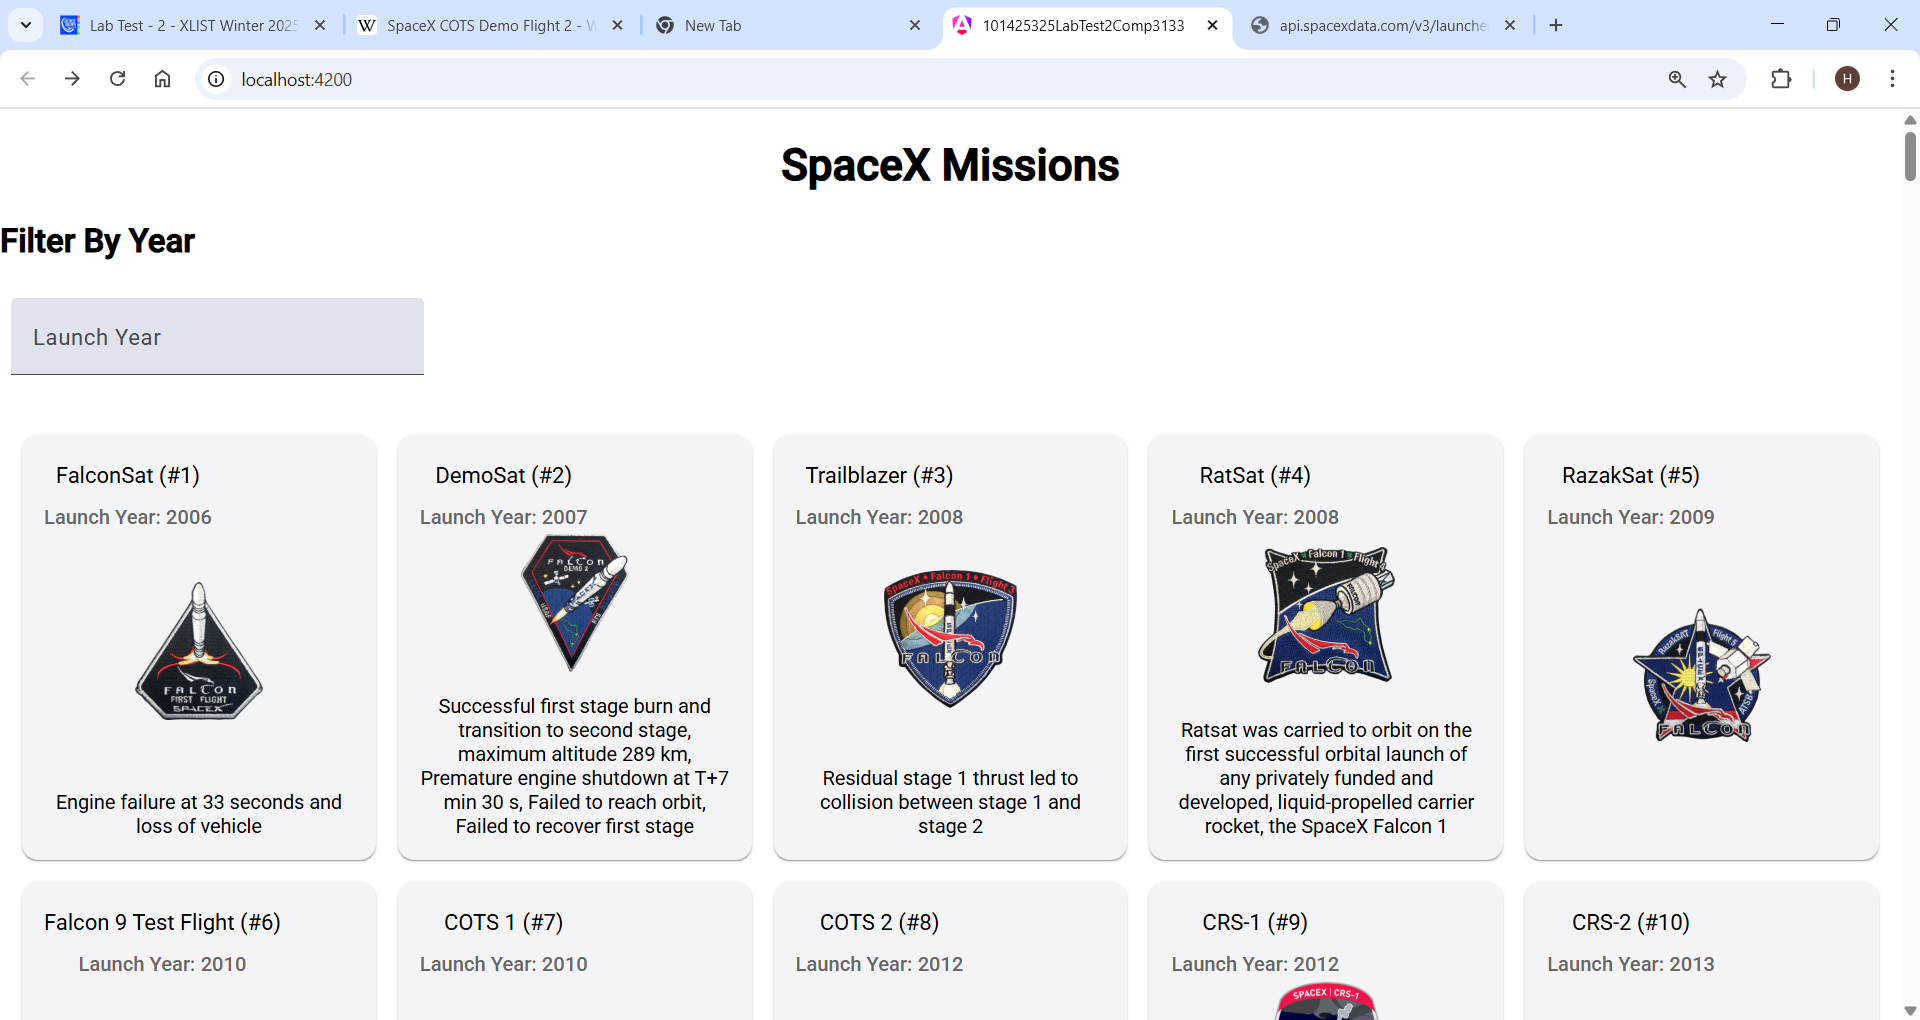 Lab Test - 2 - XLIST Winter 2025
SpaceX COTS Demo Flight 2 - W
New Tab
101425325LabTest2Comp3133
api.spacexdata.com/v3/launche
localhost:4200
H
SpaceX Missions
Filter By Year
Launch Year
FalconSat (#1)
Launch Year: 2006
FALCON
FIRST FLIGHT
SPACEX
Engine failure at 33 seconds and
loss of vehicle
DemoSat (#2)
Launch Year: 2007
FALCON
DEMO 2
Successful first stage burn and
transition to second stage,
maximum altitude 289 km,
Premature engine shutdown at T+7
min 30 s, Failed to reach orbit,
Failed to recover first stage
Trailblazer (#3)
Launch Year: 2008
SpaceX • Falcon 1 • Flight 3
FALCON
Residual stage 1 thrust led to
collision between stage 1 and
stage 2
RatSat (#4)
Launch Year: 2008
SpaceX Falcon 1 Flight 4
FALCON
Ratsat was carried to orbit on the
first successful orbital launch of
any privately funded and
developed, liquid-propelled carrier
rocket, the SpaceX Falcon 1
RazakSat (#5)
Launch Year: 2009
RazakSAT Flight 5
SpaceX
FALCON
Falcon 9 Test Flight (#6)
Launch Year: 2010
COTS 1 (#7)
Launch Year: 2010
COTS 2 (#8)
Launch Year: 2012
CRS-1 (#9)
Launch Year: 2012
SPACEX | CRS-1
CRS-2 (#10)
Launch Year: 2013